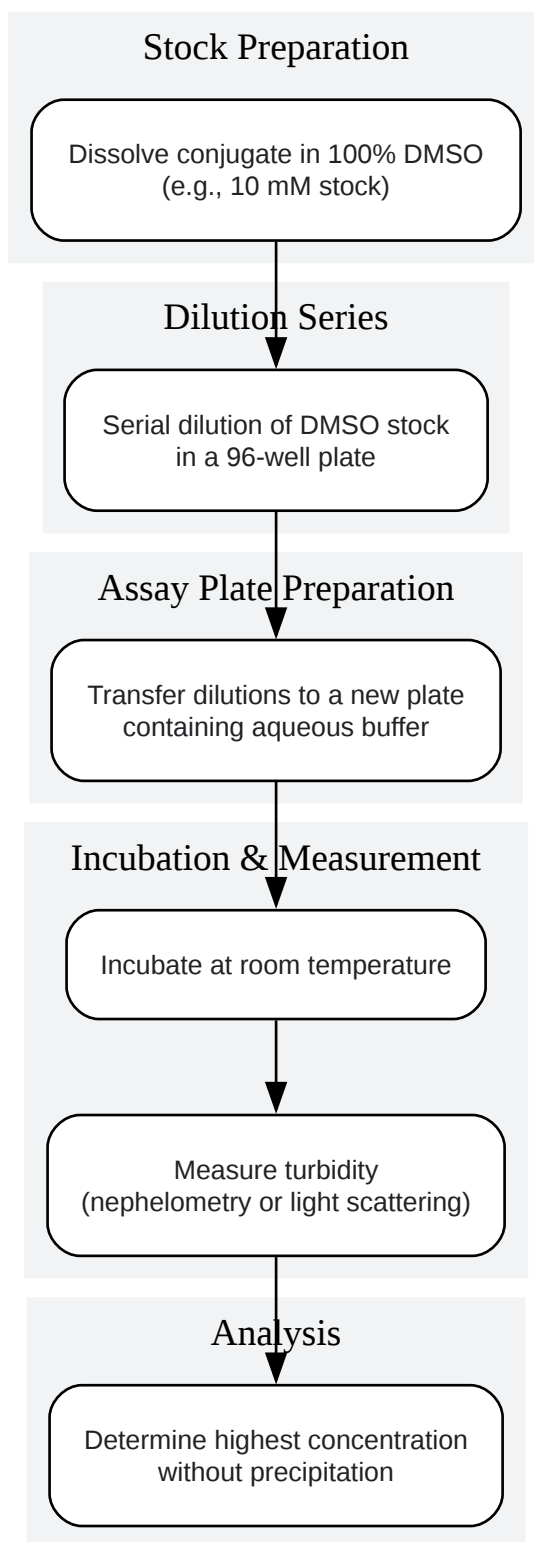 Stock Preparation
Dissolve conjugate in 100% DMSO
(e.g., 10 mM stock)
Dilution Series
Serial dilution of DMSO stock
in a 96-well plate
Assay Plate Preparation
Transfer dilutions to a new plate
containing aqueous buffer
Incubation & Measurement
Incubate at room temperature
Measure turbidity
(nephelometry or light scattering)
Analysis
Determine highest concentration
without precipitation